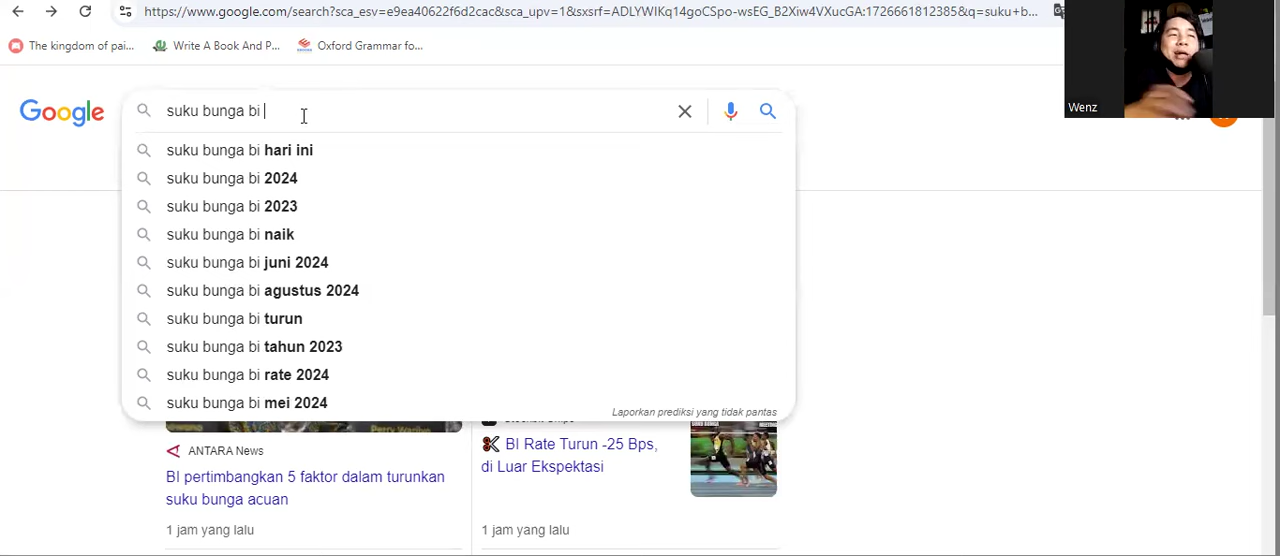 https://www.google.com/search?sca_esv=e9ea40622f6d2cac&sca_upv=1&sxsrf=ADLYWIKq14goCSpo-wsEG_B2Xiw4VXucGA:1726661812385&q=suku+b...
The kingdom of pai...
Write A Book And P...
Oxford Grammar fo...
Wenz
Google
suku bunga bi
suku bunga bi hari ini
suku bunga bi 2024
suku bunga bi 2023
suku bunga bi naik
suku bunga bi juni 2024
suku bunga bi agustus 2024
suku bunga bi turun
suku bunga bi tahun 2023
suku bunga bi rate 2024
suku bunga bi mei 2024
Laporkan prediksi yang tidak pantas
ANTARA News
BI pertimbangkan 5 faktor dalam turunkan
suku bunga acuan
1 jam yang lalu
BI Rate Turun -25 Bps,
di Luar Ekspektasi
1 jam yang lalu